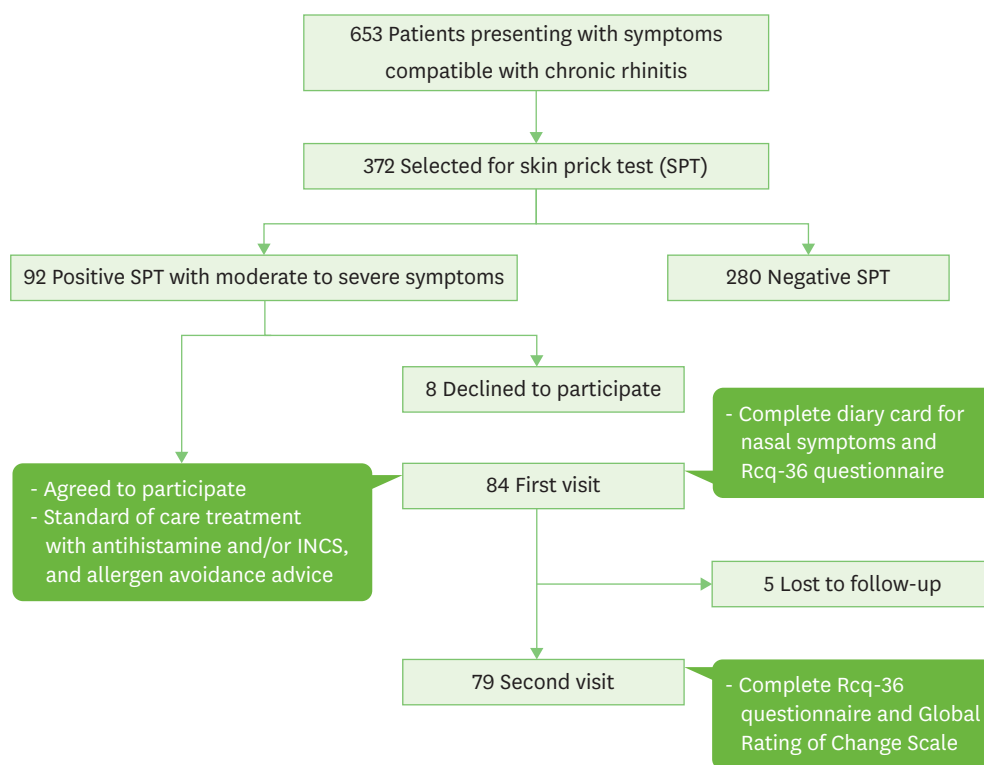 653 Patients presenting with symptoms
compatible with chronic rhinitis
372 Selected for skin prick test (SPT)
92 Positive SPT with moderate to severe symptoms
280 Negative SPT
8 Declined to participate
- Complete diary card for
nasal symptoms and
Rcq-36 questionnaire
- Agreed to participate
- Standard of care treatment
with antihistamine and/or INCS,
and allergen avoidance advice
84 First visit
5 Lost to follow-up
79 Second visit
- Complete Rcq-36
questionnaire and Global
Rating of Change Scale